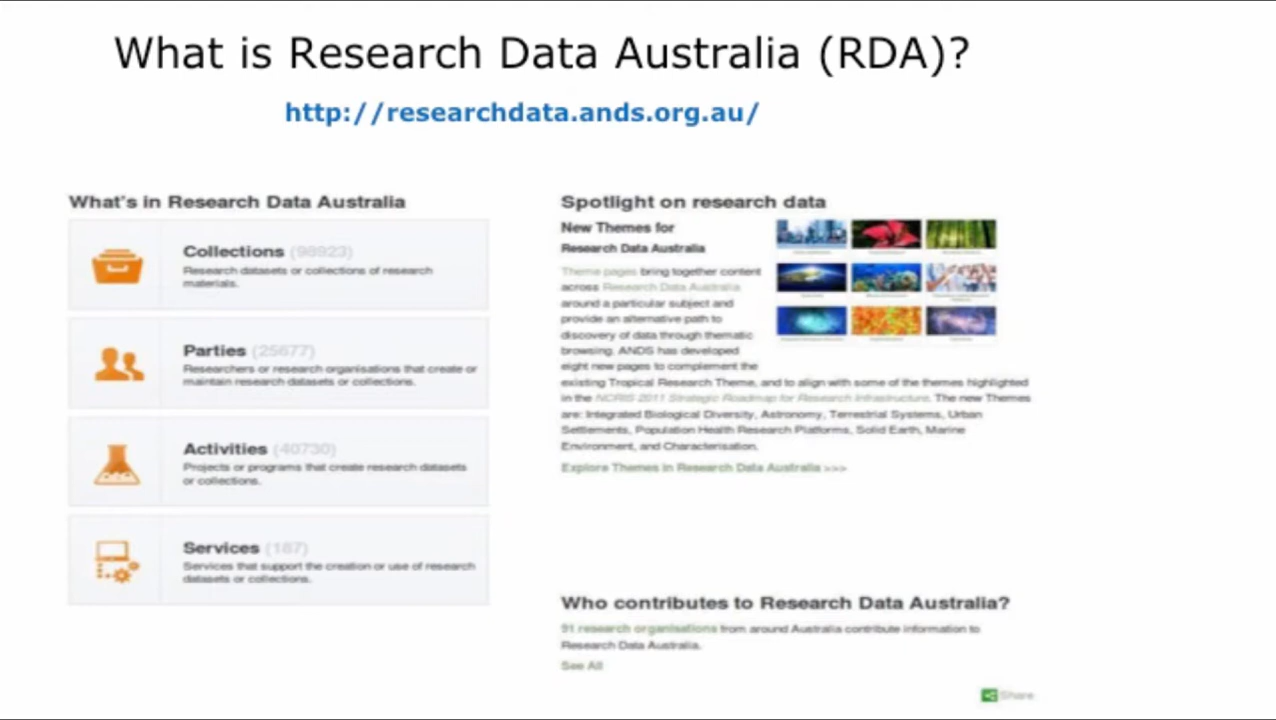 What is Research Data Australia (RDA)?
http://researchdata.ands.org.au/
What's in Research Data Australia
Collections (98923)
Research datasets or collections of research
materials.
Parties (25677)
Researchers or research organisations that create or
maintain research datasets or collections.
Activities (40730)
Projects or programs that create research datasets
or collections.
Services (187)
Services that support the creation or use of research
datasets or collections.
Spotlight on research data
New Themes for
Research Data Australia
Theme pages bring together content
across Research Data Australia
around a particular subject and
provide an alternative path to
discovery of data through thematic
browsing. ANDS has developed
eight new pages to complement the
existing Tropical Research Theme, and to align with some of the themes highlighted
in the NCRIS 2011 Strategic Roadmap for Research Infrastructure. The new Themes
are: Integrated Biological Diversity, Astronomy, Terrestrial Systems, Urban
Settlements, Population Health Research Platforms, Solid Earth, Marine
Environment, and Characterisation.
Explore Themes in Research Data Australia >>>
Who contributes to Research Data Australia?
91 research organisations from around Australia contribute information to
Research Data Australia.
See All
Share